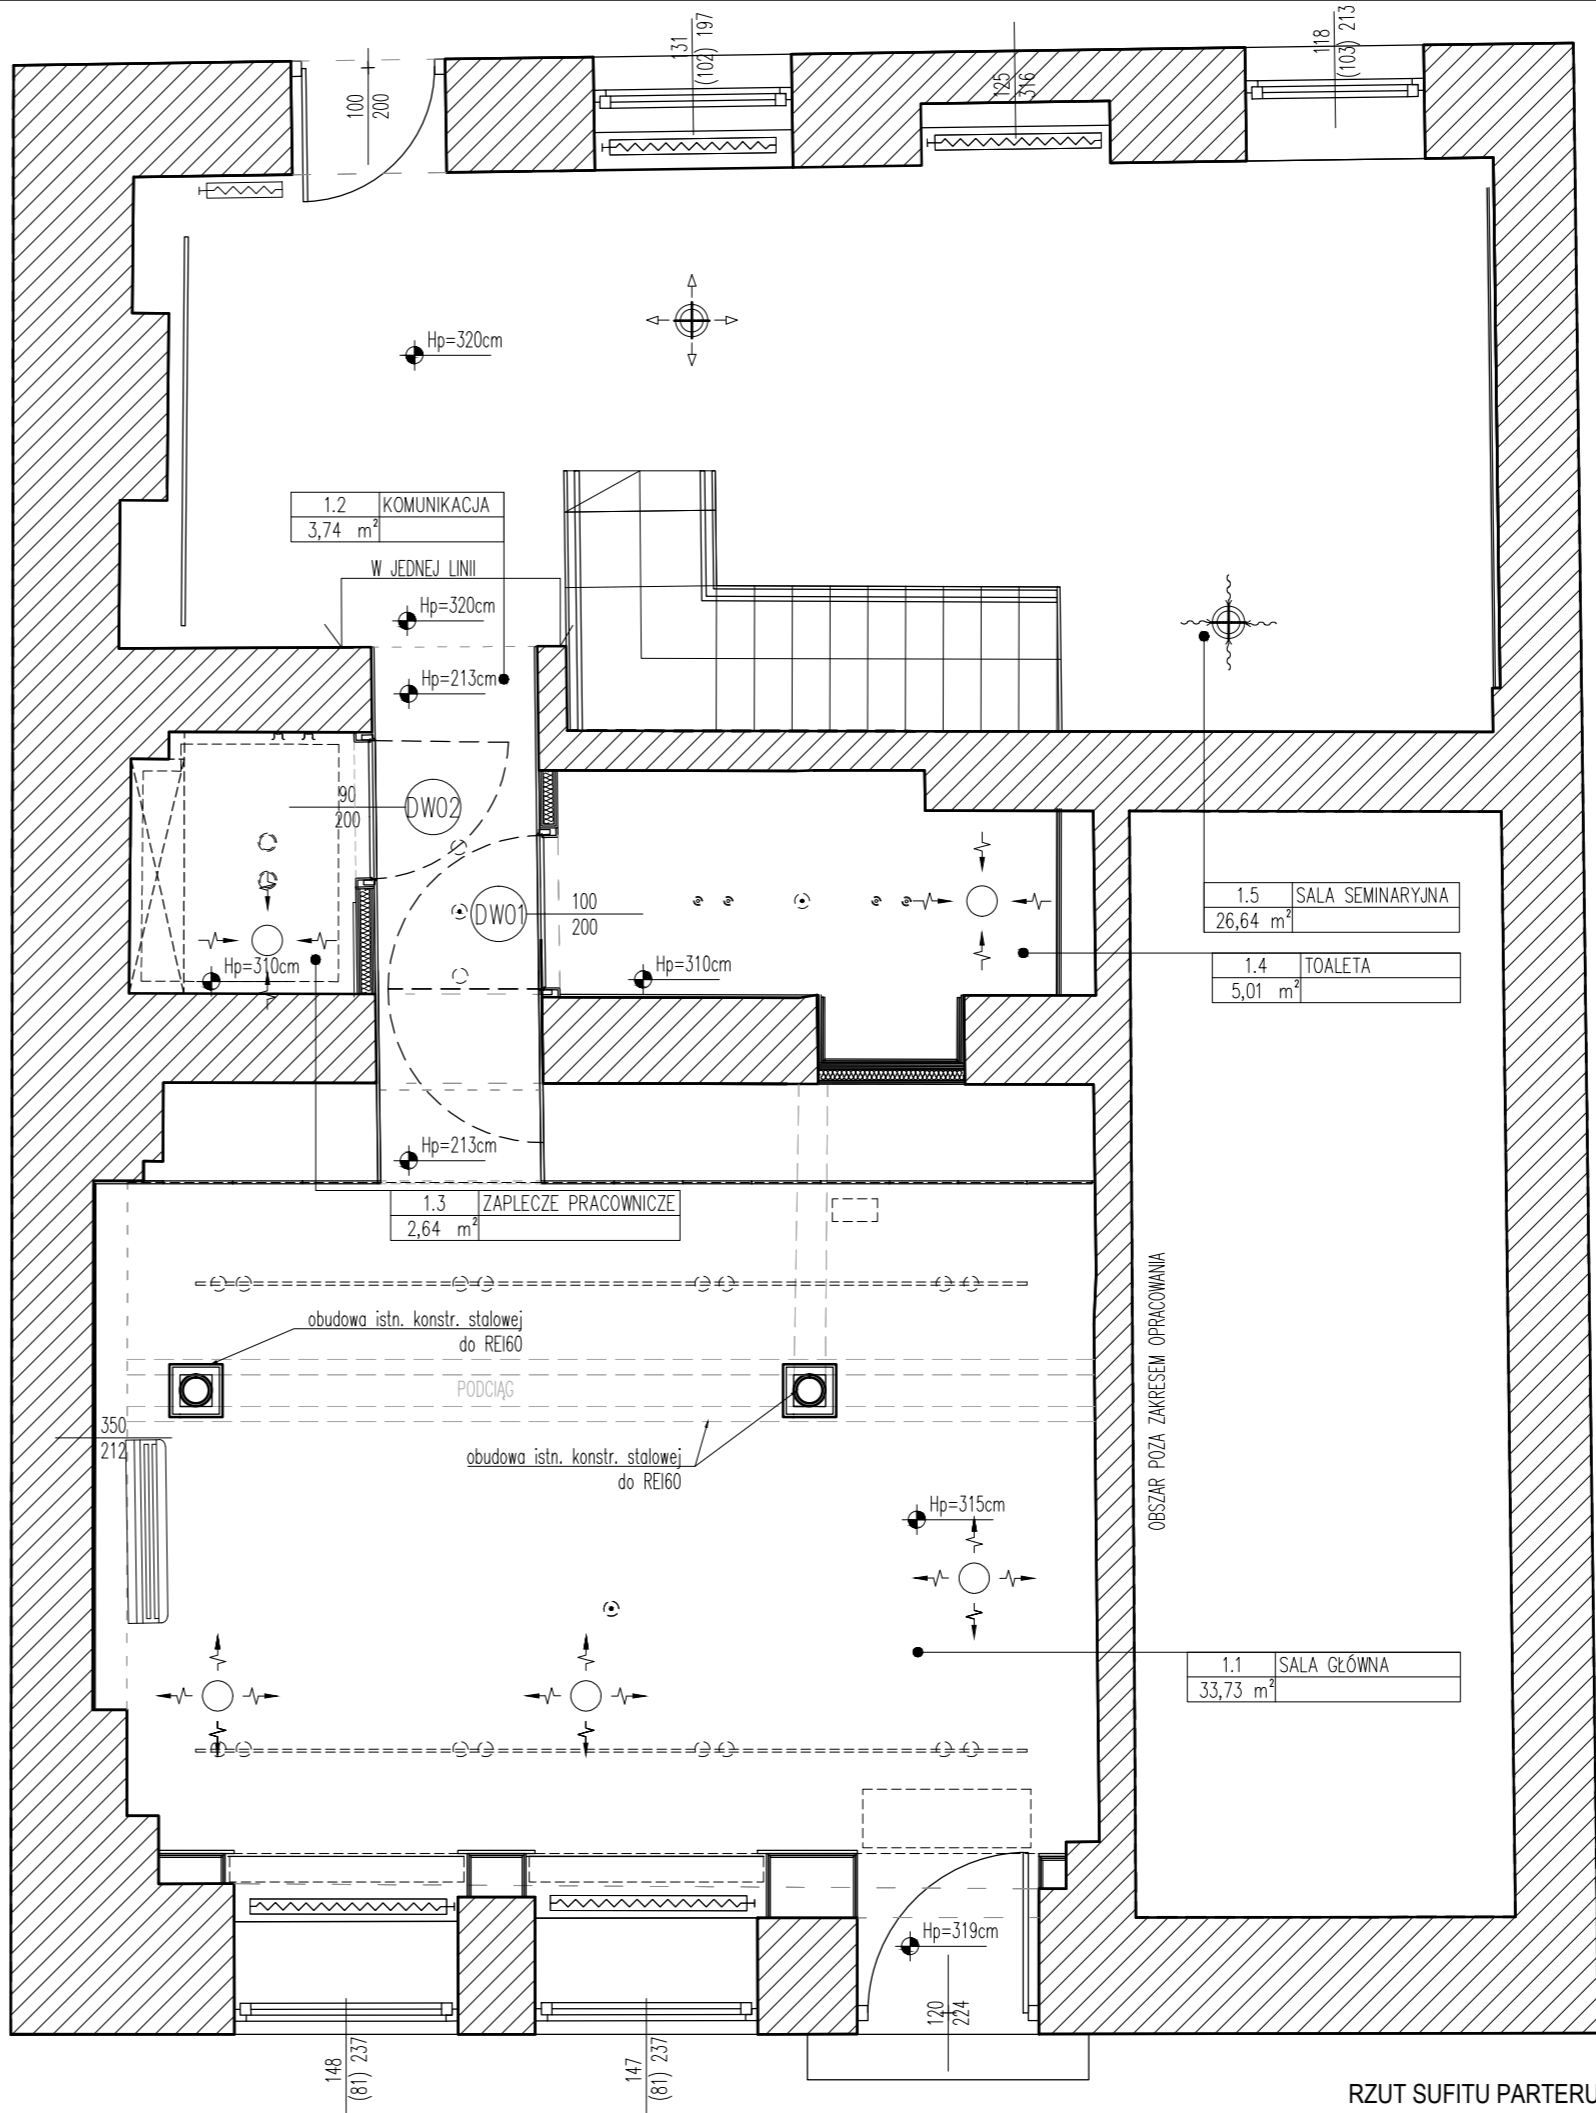 131
(102) 197
118
(103) 213
100
200
125
316
Hp=320cm
1.2 KOMUNIKACJA
3,74 m²
W JEDNEJ LINII
Hp=320cm
Hp=213cm
90
200
DW02
DW01
100
200
1.5 SALA SEMINARYJNA
26,64 m²
1.4 TOALETA
5,01 m²
Hp=310cm
Hp=310cm
Hp=213cm
1.3 ZAPLECZE PRACOWNICZE
2,64 m²
OBSZAR POZA ZAKRESEM OPRACOWANIA
obudowa istn. konstr. stalowej
do REI60
PODCIĄG
350
212
obudowa istn. konstr. stalowej
do REI60
Hp=315cm
1.1 SALA GŁÓWNA
33,73 m²
Hp=319cm
120
224
148
(81) 237
147
(81) 237
RZUT SUFITU PARTERU